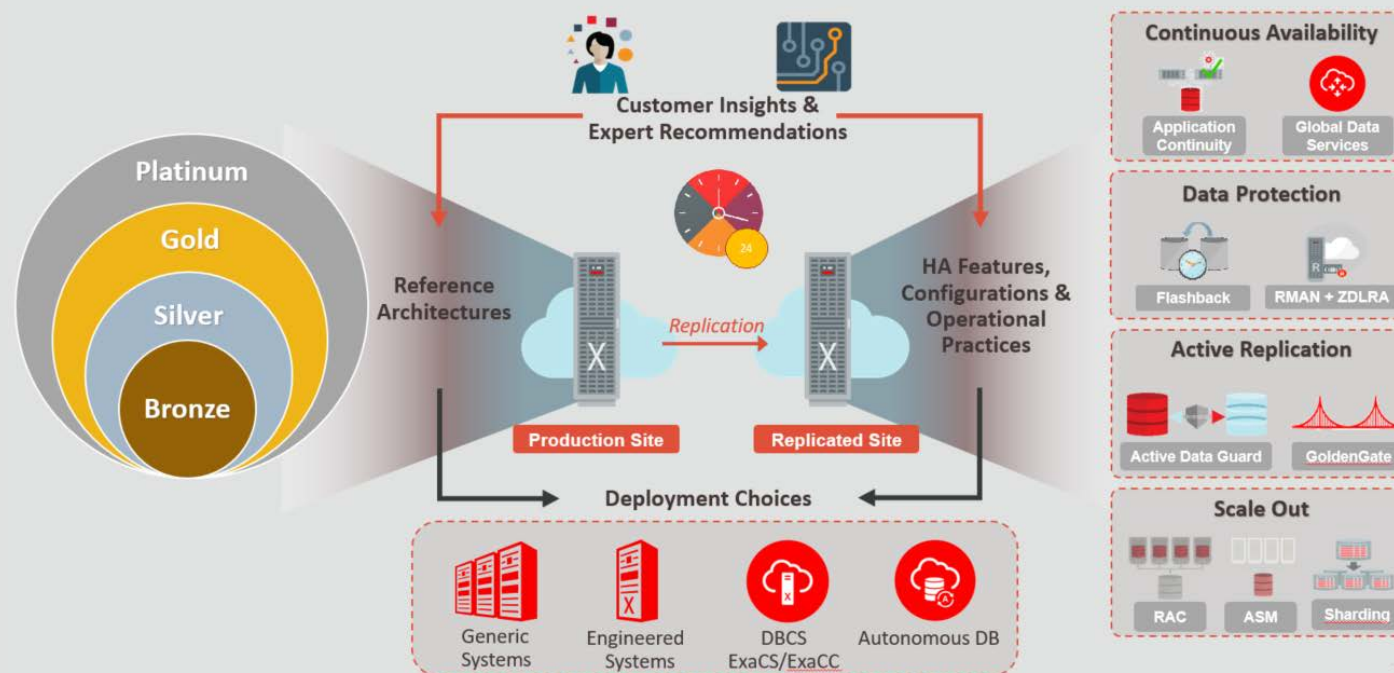 Customer Insights &
Expert Recommendations
Platinum
Gold
Silver
Bronze
Reference
Architectures
24
Replication
X
X
HA Features,
Configurations &
Operational
Practices
Production Site
Replicated Site
Deployment Choices
X
X
A
Generic
Systems
Engineered
Systems
DBCS
ExaCS/ExaCC
Autonomous DB
Continuous Availability
Application
Continuity
Global Data
Services
Data Protection
R
Flashback
RMAN + ZDLRA
Active Replication
Active Data Guard
GoldenGate
Scale Out
RAC
ASM
Sharding